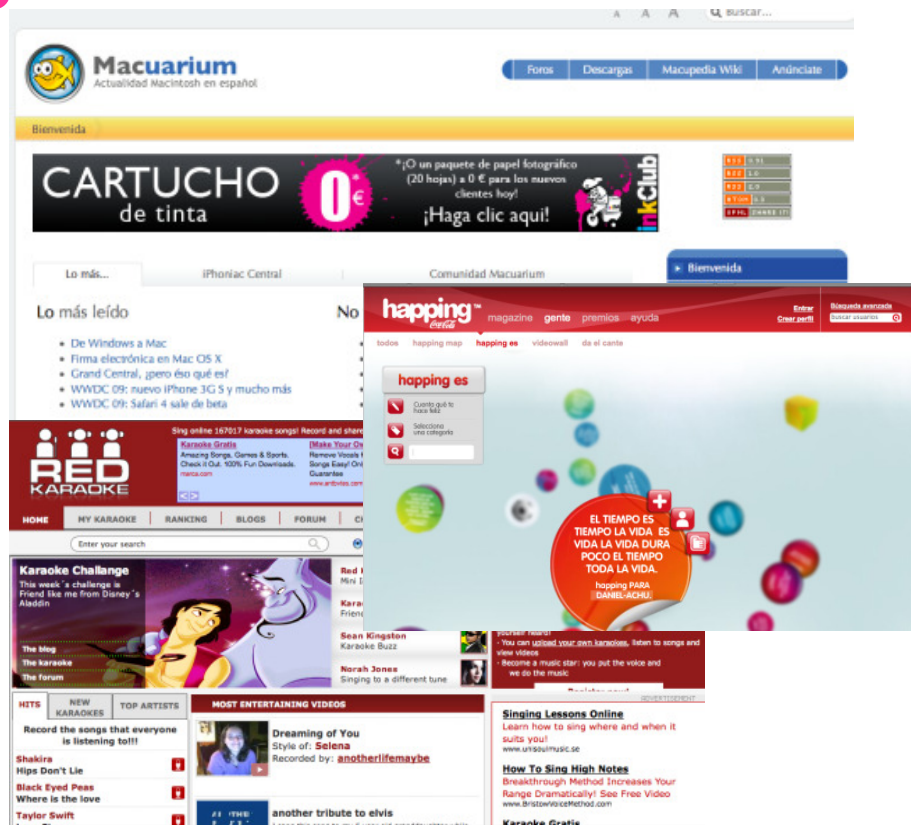 A A A Buscar...
Macuarium
Actualidad Macintosh en español
Foros Descargas Macupedia Wiki Anúnciate
Bienvenida
CARTUCHO
de tinta
0*€
*¡O un paquete de papel fotográfico
(20 hojas) a 0 € para los nuevos
clientes hoy!
¡Haga clic aqui!
inkClub
Bienvenida
Lo más... iPhoniac Central Comunidad Macuarium
Lo más leído
No
De Windows a Mac
Firma electrónica en Mac OS X
Grand Central, ¿pero éso qué es?
WWDC 09: nuevo iPhone 3G S y mucho más
WWDC 09: Safari 4 sale de beta
happing™
Coca-Cola
magazine gente premios ayuda
Entrar
Crear perfil
Búsqueda avanzada
buscar usuarios
todos happing map happing es videowall da el cante
happing es
Cuenta qué te
hace feliz
Selecciona
una categoría
EL TIEMPO ES
TIEMPO LA VIDA ES
VIDA LA VIDA DURA
POCO EL TIEMPO
TODA LA VIDA.
happing PARA
DANIEL-ACHU.
RED
KARAOKE
Sing online 167017 karaoke songs! Record and share
Karaoke Gratis
Amazing Songs, Games & Sports.
Check it Out. 100% Fun Downloads.
[Make Your Ow
Remove Vocals
Songs Easy! Onl
Guarantee
HOME MY KARAOKE RANKING BLOGS FORUM
Enter your search
Karaoke Challange
This week´s challenge is
Friend like me from Disney´s
Aladdin
The blog
The karaoke
The forum
Red
Mini
Kara
Friend
Sean Kingston
Karaoke Buzz
Norah Jones
Singing to a different tune
yourself heard!
- You can upload your own karaokes, listen to songs and
view videos
- Become a music star: you put the voice and
we do the music
Register now!
ADVERTISEMENT
HITS NEW KARAOKES TOP ARTISTS
Record the songs that everyone
is listening to!!!
Shakira
Hips Don't Lie
Black Eyed Peas
Where is the love
Taylor Swift
MOST ENTERTAINING VIDEOS
Dreaming of You
Style of: Selena
Recorded by: anotherlifemaybe
another tribute to elvis
Singing Lessons Online
Learn how to sing where and when it
suits you!
www.unisoulmusic.se
How To Sing High Notes
Breakthrough Method Increases Your
Range Dramatically! See Free Video
www.BristowVoiceMethod.com
Karaoke Gratis